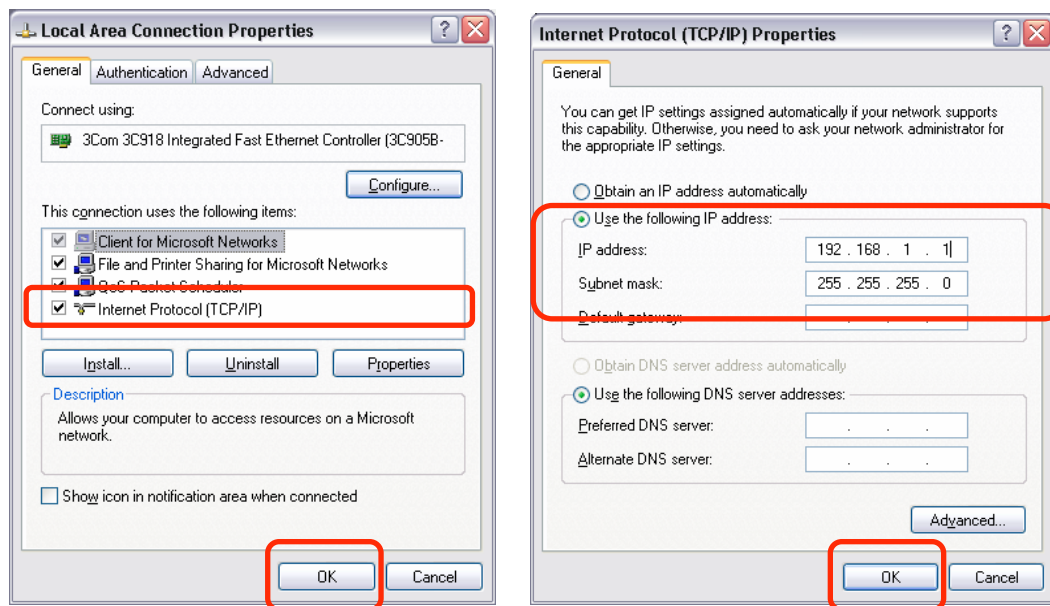 Local Area Connection Properties
General Authentication Advanced
Connect using:
3Com 3C918 Integrated Fast Ethernet Controller (3C905B-
Configure...
This connection uses the following items:
Client for Microsoft Networks
File and Printer Sharing for Microsoft Networks
QoS Packet Scheduler
Internet Protocol (TCP/IP)
Install... Uninstall Properties
Description
Allows your computer to access resources on a Microsoft
network.
Show icon in notification area when connected
OK Cancel
Internet Protocol (TCP/IP) Properties
General
You can get IP settings assigned automatically if your network supports
this capability. Otherwise, you need to ask your network administrator for
the appropriate IP settings.
Obtain an IP address automatically
Use the following IP address:
IP address: 192 . 168 . 1 . 1
Subnet mask: 255 . 255 . 255 . 0
Default gateway: . . .
Obtain DNS server address automatically
Use the following DNS server addresses:
Preferred DNS server: . . .
Alternate DNS server: . . .
Advanced...
OK Cancel